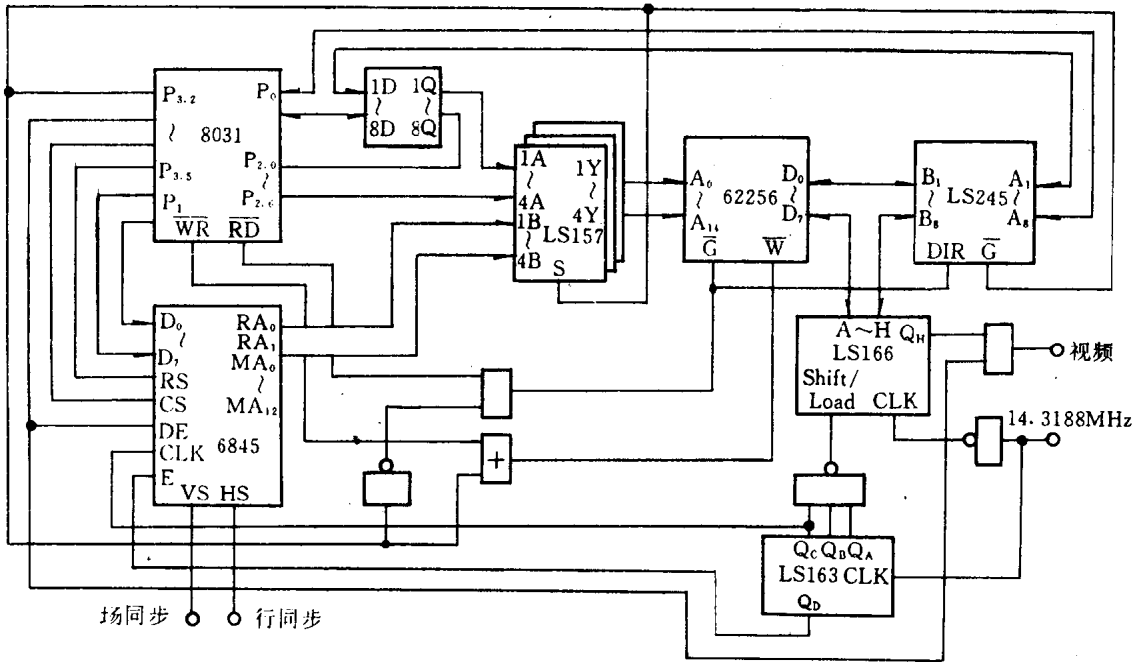 P3.2
P0
~
8031
P3.5
P2.0
~
P1
P2.6
WR RD
1D 1Q
~ ~
8D 8Q
1A 1Y
~ ~
4A 4Y
1B LS157
~
4B
S
A0 D0
~ 62256 ~
A14 D7
G W
B1 A1
~ LS245 ~
B8 A8
DIR G
D0 RA0
~ RA1
D7 MA0
RS ~
CS MA12
DE
CLK 6845
E
VS HS
+
A~H QH
LS166
Shift/
Load CLK
视频
14.3188MHz
QC QB QA
LS163 CLK
QD
场同步
行同步